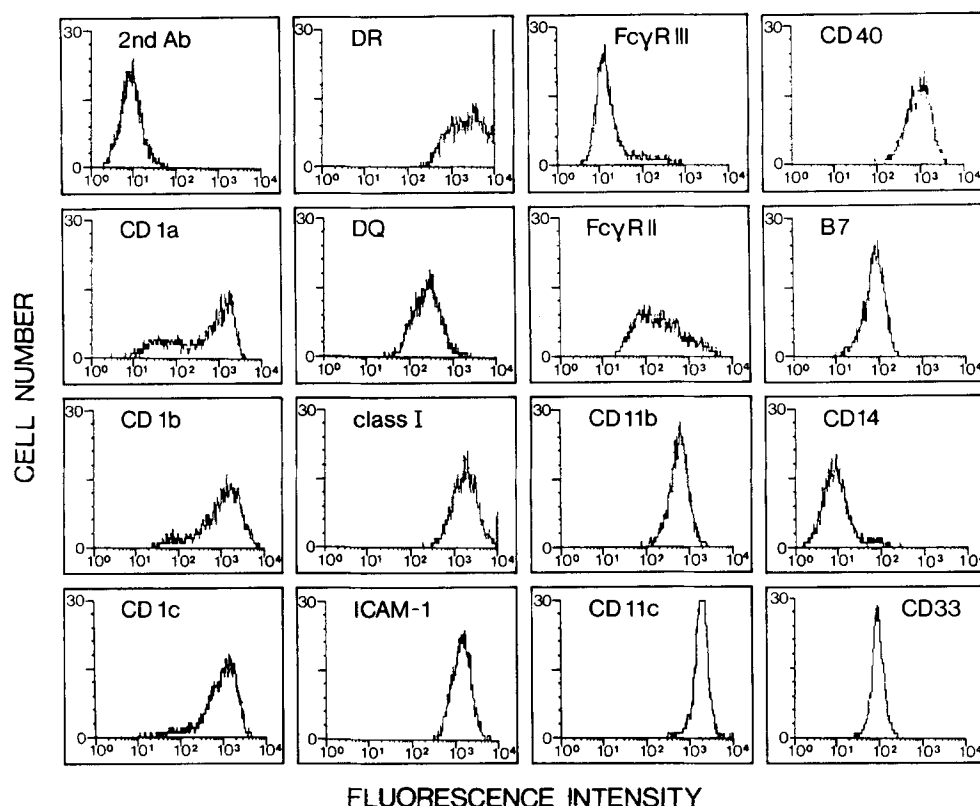 2nd Ab
DR
FcγR III
CD 40
30
0
10⁰ 10¹ 10² 10³ 10⁴
30
0
10⁰ 10¹ 10² 10³ 10⁴
30
0
10⁰ 10¹ 10² 10³ 10⁴
30
0
10⁰ 10¹ 10² 10³ 10⁴
CD 1a
DQ
FcγR II
B7
30
0
10⁰ 10¹ 10² 10³ 10⁴
30
0
10⁰ 10¹ 10² 10³ 10⁴
30
0
10⁰ 10¹ 10² 10³ 10⁴
30
0
10⁰ 10¹ 10² 10³ 10⁴
CELL NUMBER
CD 1b
class I
CD 11b
CD14
30
0
10⁰ 10¹ 10² 10³ 10⁴
30
0
10⁰ 10¹ 10² 10³ 10⁴
30
0
10⁰ 10¹ 10² 10³ 10⁴
30
0
10⁰ 10¹ 10² 10³ 10⁴
CD 1c
ICAM-1
CD 11c
CD33
30
0
10⁰ 10¹ 10² 10³ 10⁴
30
0
10⁰ 10¹ 10² 10³ 10⁴
30
0
10⁰ 10¹ 10² 10³ 10⁴
30
0
10⁰ 10¹ 10² 10³ 10⁴
FLUORESCENCE INTENSITY